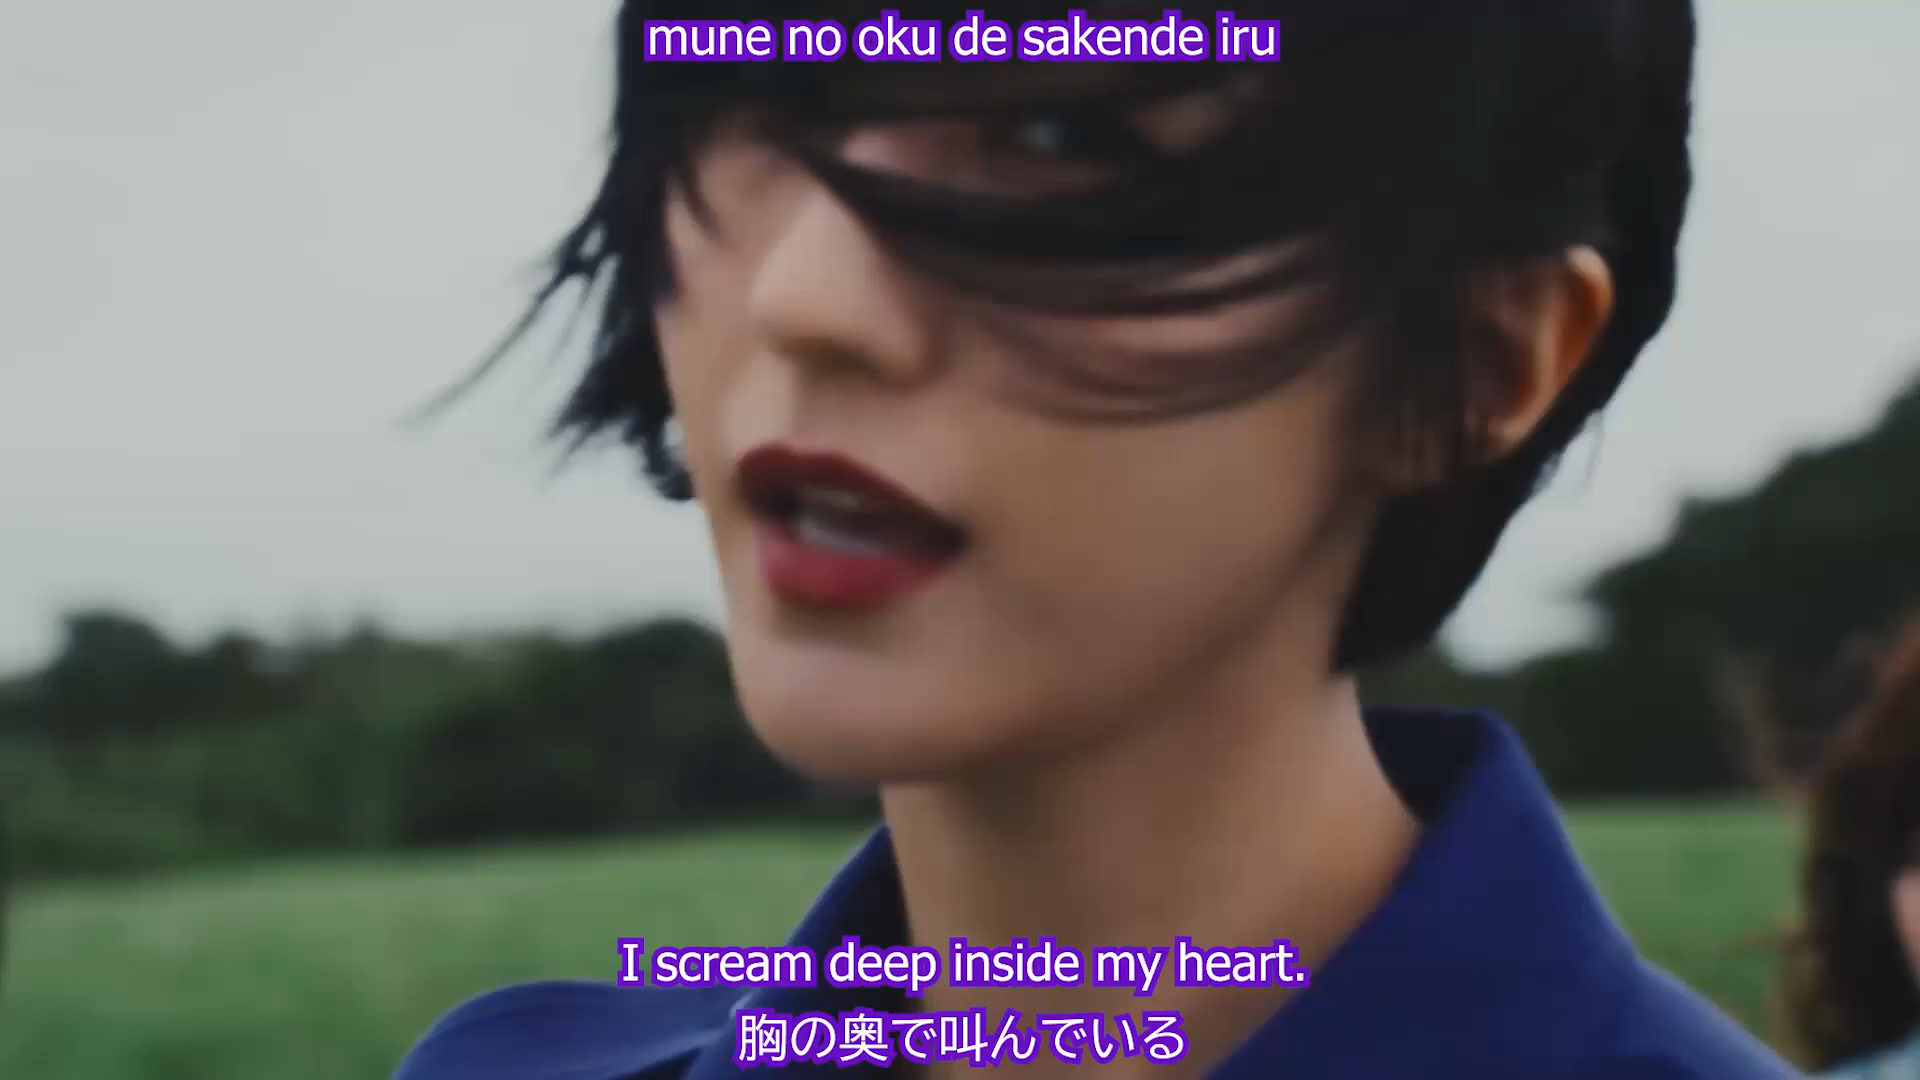 mune no oku de sakende iru
I scream deep inside my heart.
胸の奥で叫んでいる